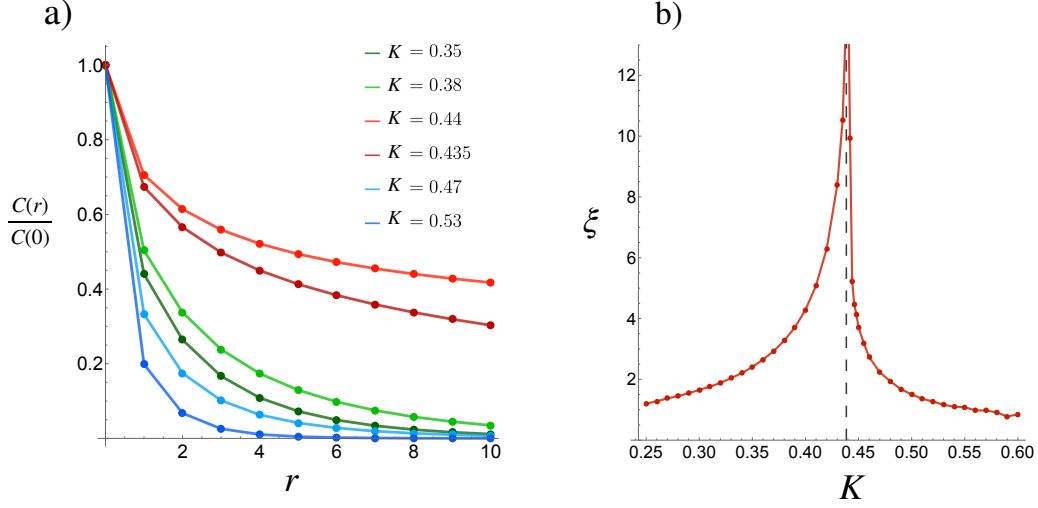 a)
1.0
0.8
0.6
0.4
0.2
C(r)
C(0)
2
4
6
8
10
r
K = 0.35
K = 0.38
K = 0.44
K = 0.435
K = 0.47
K = 0.53
b)
12
10
8
6
4
2
ξ
0.25
0.30
0.35
0.40
0.45
0.50
0.55
0.60
K